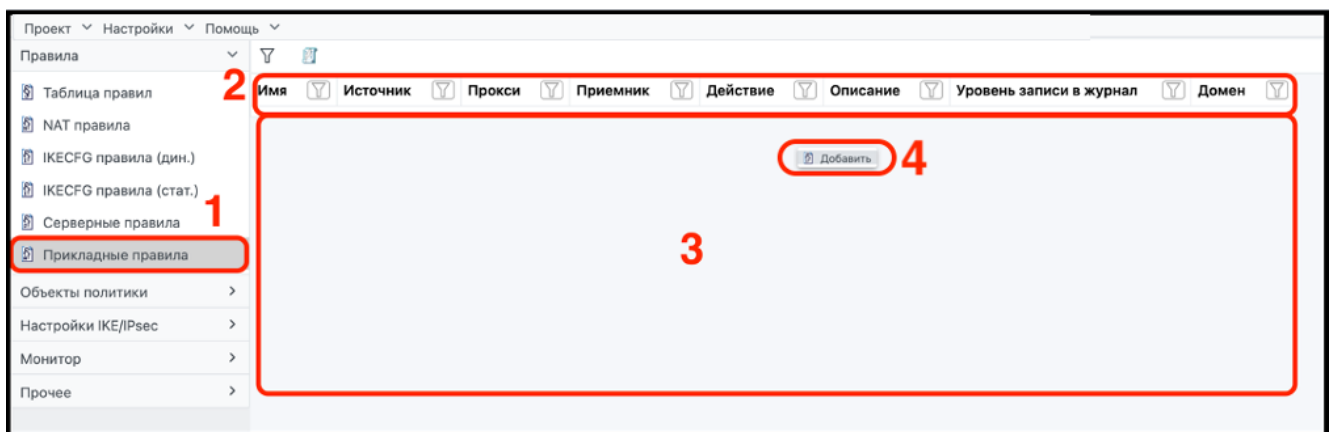 Проект Настройки Помощь
Правила
2 Имя Источник Прокси Приемник Действие Описание Уровень записи в журнал Домен
Таблица правил
NAT правила
Добавить 4
IKECFG правила (дин.)
IKECFG правила (стат.)
1
Серверные правила
3
Прикладные правила
Объекты политики
Настройки IKE/IPsec
Монитор
Прочее